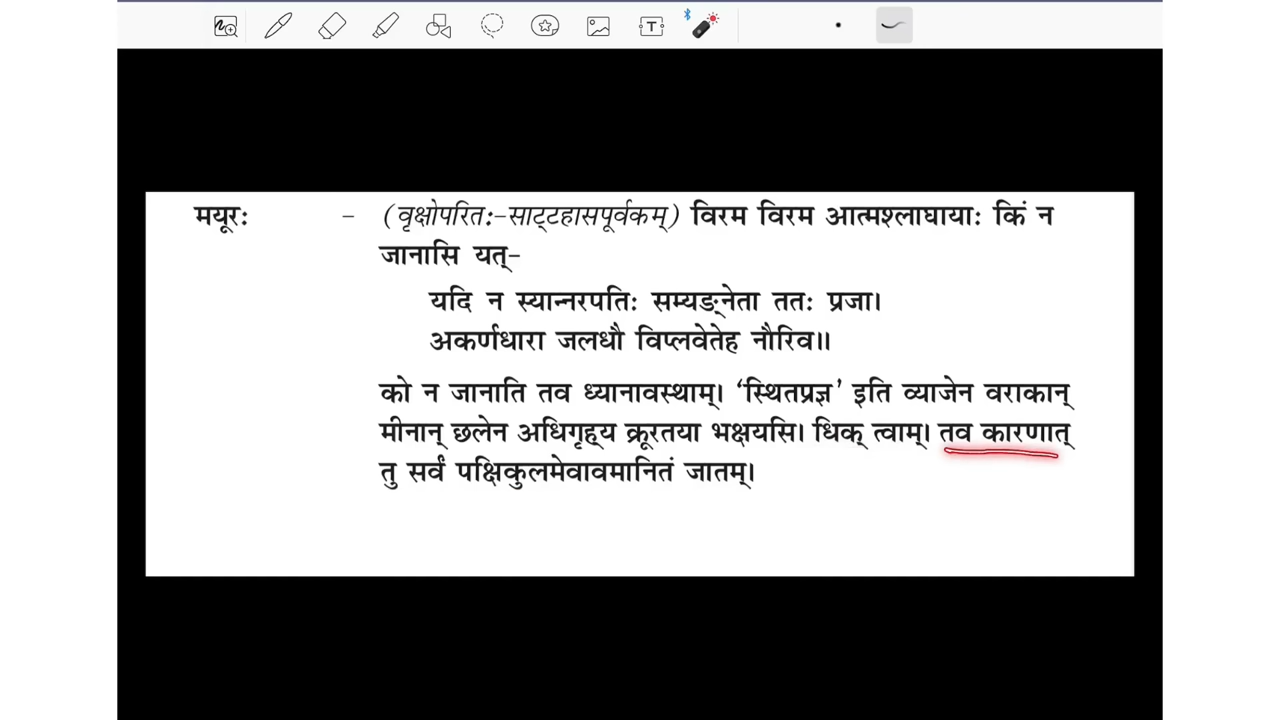 मयूरः - (वृक्षोपरितः-साट्टहासपूर्वकम्) विरम विरम आत्मश्लाघायाः किं न
जानासि यत्-
यदि न स्यान्नरपतिः सम्यङ्नेता ततः प्रजा।
अकर्णधारा जलधौ विप्लवेतेह नौरिव॥
को न जानाति तव ध्यानावस्थाम्। ‘स्थितप्रज्ञ’ इति व्याजेन वराकान्
मीनान् छलेन अधिगृह्य क्रूरतया भक्षयसि। धिक् त्वाम्। तव कारणात्
तु सर्वं पक्षिकुलमेवावमानितं जातम्।